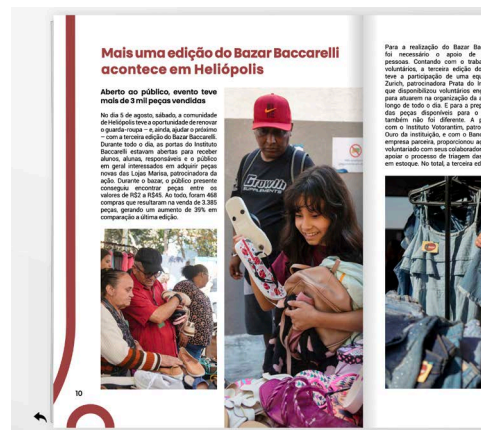 Mais uma edição do Bazar Baccarelli
acontece em Heliópolis
Aberto ao público, evento teve
mais de 3 mil peças vendidas
No dia 5 de agosto, sábado, a comunidade
de Heliópolis teve a oportunidade de renovar
o guarda-roupa – e, ainda, ajudar o próximo
– com a terceira edição do Bazar Baccarelli.
Durante todo o dia, as portas do Instituto
Baccarelli estavam abertas para receber
alunos, alunas, responsáveis e o público
em geral interessados em adquirir peças
novas das Lojas Marisa, patrocinadora da
ação. Durante o bazar, o público presente
conseguiu encontrar peças entre os
valores de R$2 a R$45. Ao todo, foram 468
compras que resultaram na venda de 3.385
peças, gerando um aumento de 39% em
comparação a última edição.
Growth
SUPPLEMENTS
10
Para a realização do Bazar Ba
foi necessário o apoio de
pessoas. Contando com o traba
voluntários, a terceira edição do
teve a participação de uma equ
Zurich, patrocinadora Prata do In
que disponibilizou voluntários eng
para atuarem na organização da a
longo de todo o dia. E para a prep
das peças disponíveis para o
também não foi diferente. A
com o Instituto Votorantim, patro
Ouro da instituição, e com o Banc
empresa parceira, proporcionou a
voluntariado com seus colaborador
apoiar o processo de triagem das
em estoque. No total, a terceira ed